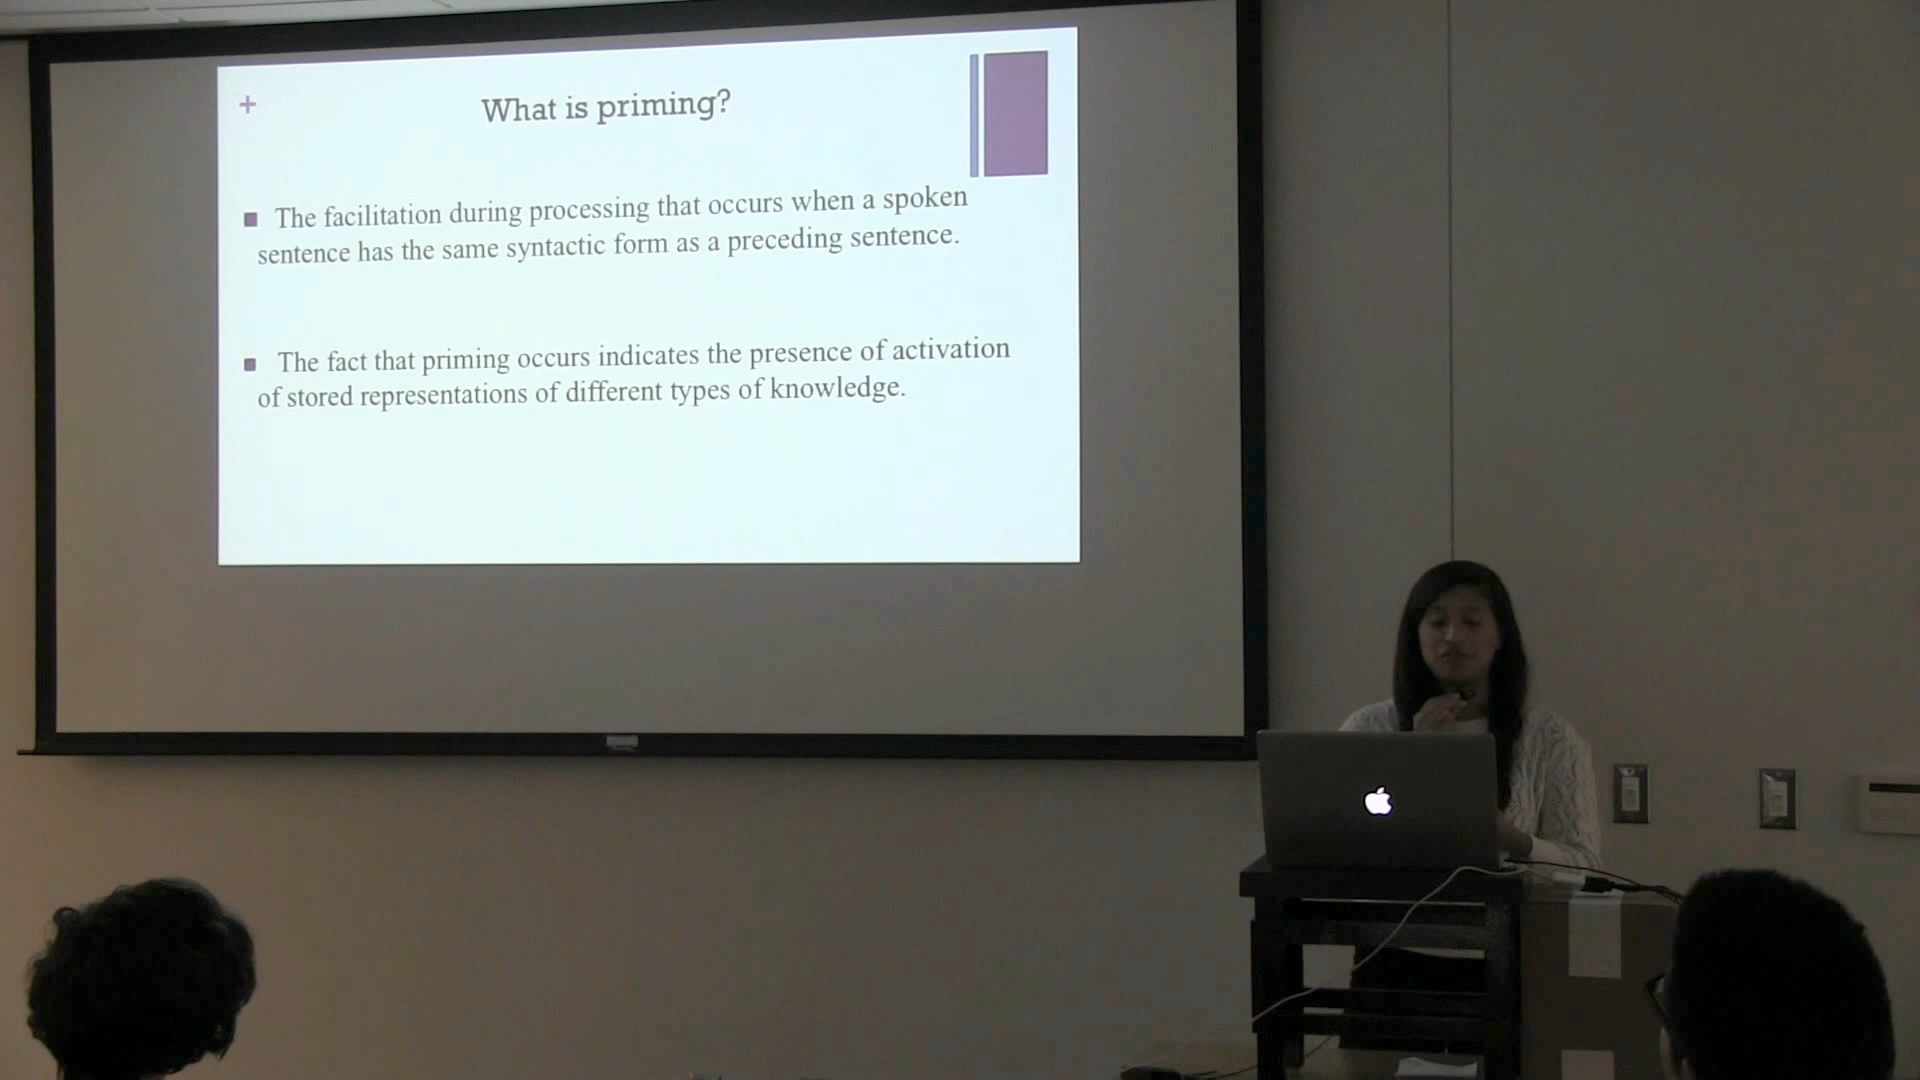 +
What is priming?
The facilitation during processing that occurs when a spoken
sentence has the same syntactic form as a preceding sentence.
The fact that priming occurs indicates the presence of activation
of stored representations of different types of knowledge.